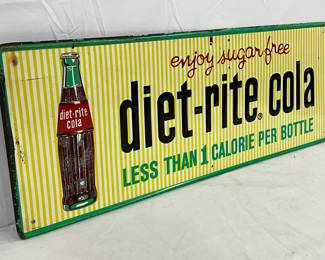 enjoy sugar free
diet-rite® cola
LESS THAN 1 CALORIE PER BOTTLE
diet-rite
cola